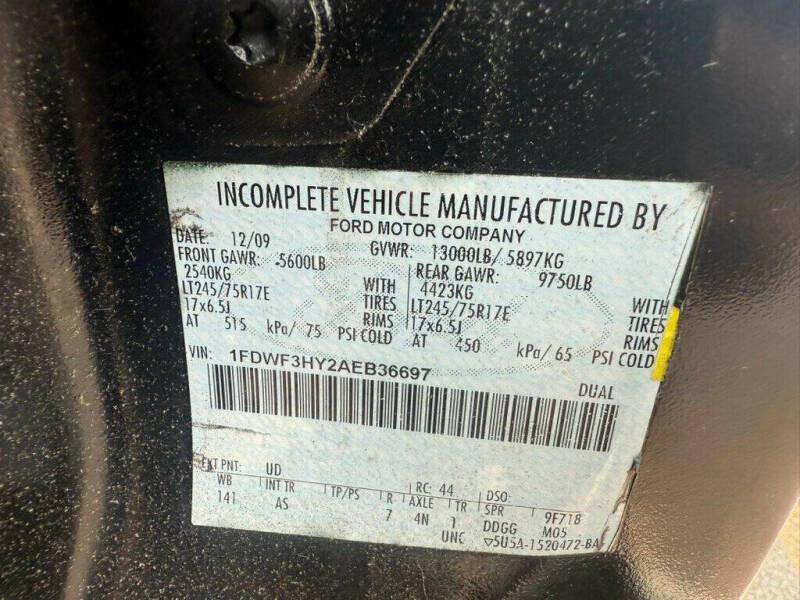 INCOMPLETE VEHICLE MANUFACTURED BY
FORD MOTOR COMPANY
DATE: 12/09 GVWR: 13000LB/ 5897KG
FRONT GAWR: 5600LB REAR GAWR: 9750LB
2540KG WITH 4423KG WITH
LT245/75R17E TIRES LT245/75R17E TIRES
17x6.5J RIMS 17x6.5J RIMS
AT 515 kPa/ 75 PSI COLD AT 450 kPa/ 65 PSI COLD
VIN: 1FDWF3HY2AEB36697
DUAL
EXT PNT: UD RC: 44 DSO:
WB INT TR TP/PS R AXLE TR SPR 9F718
141 AS 7 4N 1 DDGG M05
UNC ▽5U5A-1520472-BA